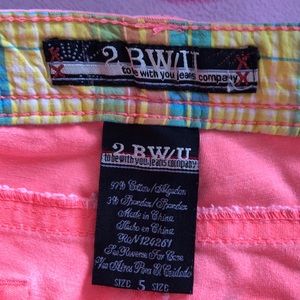 2 BW/U
to be with you jeans company
2 BW/U
to be with you jeans company
97% Cotton/Algodon
3% Spandex/Spandex
Made in China
Hecho en China
RN 124261
See Reverse For Care
Vea Atras Para El Cuidado
SIZE 5 SIZE